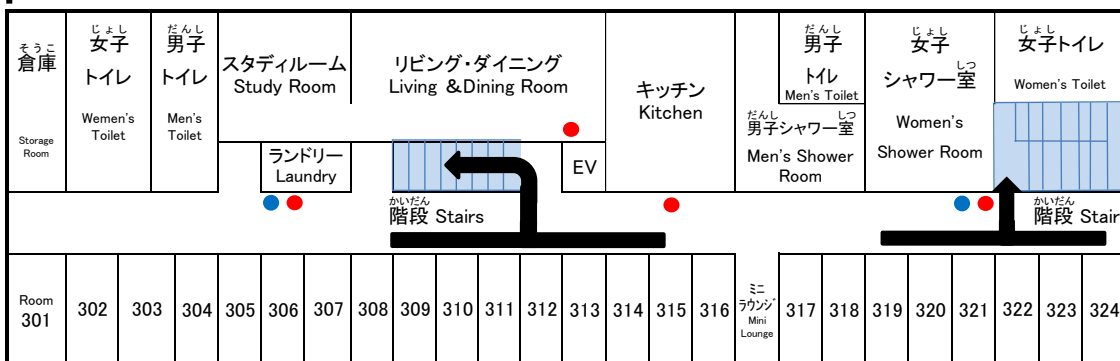 そうこ
倉庫
Storage
Room
じょし
女子
トイレ
Women's
Toilet
だんし
男子
トイレ
Men's
Toilet
スタディルーム
Study Room
リビング・ダイニング
Living ＆Dining Room
キッチン
Kitchen
だんし
男子
トイレ
Men's Toilet
だんし しつ
男子シャワー室
Men's Shower
Room
じょし
女子
しつ
シャワー室
Women's
Shower Room
じょし
女子トイレ
Women's Toilet
ランドリー
Laundry
EV
かいだん
階段 Stairs
かいだん
階段 Stair
Room
301
302
303
304
305
306
307
308
309
310
311
312
313
314
315
316
ミニ
ラウンジ
Mini
Lounge
317
318
319
320
321
322
323
324